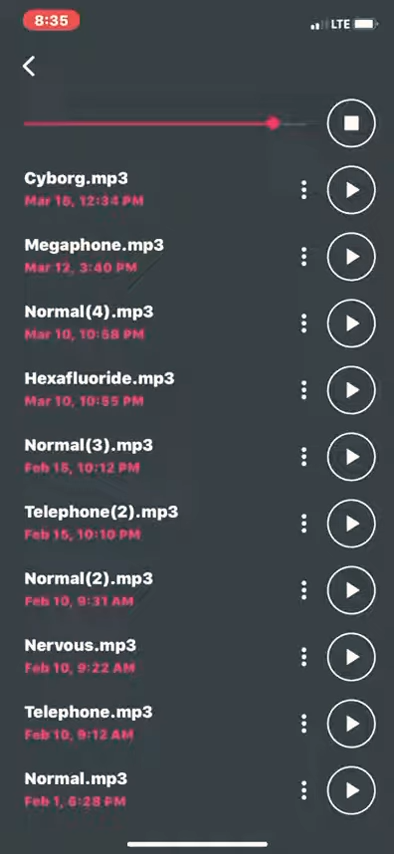 8:35
LTE
Cyborg.mp3
Mar 15, 12:34 PM
Megaphone.mp3
Mar 12, 3:40 PM
Normal(4).mp3
Mar 10, 10:58 PM
Hexafluoride.mp3
Mar 10, 10:55 PM
Normal(3).mp3
Feb 15, 10:12 PM
Telephone(2).mp3
Feb 15, 10:10 PM
Normal(2).mp3
Feb 10, 9:31 AM
Nervous.mp3
Feb 10, 9:22 AM
Telephone.mp3
Feb 10, 9:12 AM
Normal.mp3
Feb 1, 6:28 PM